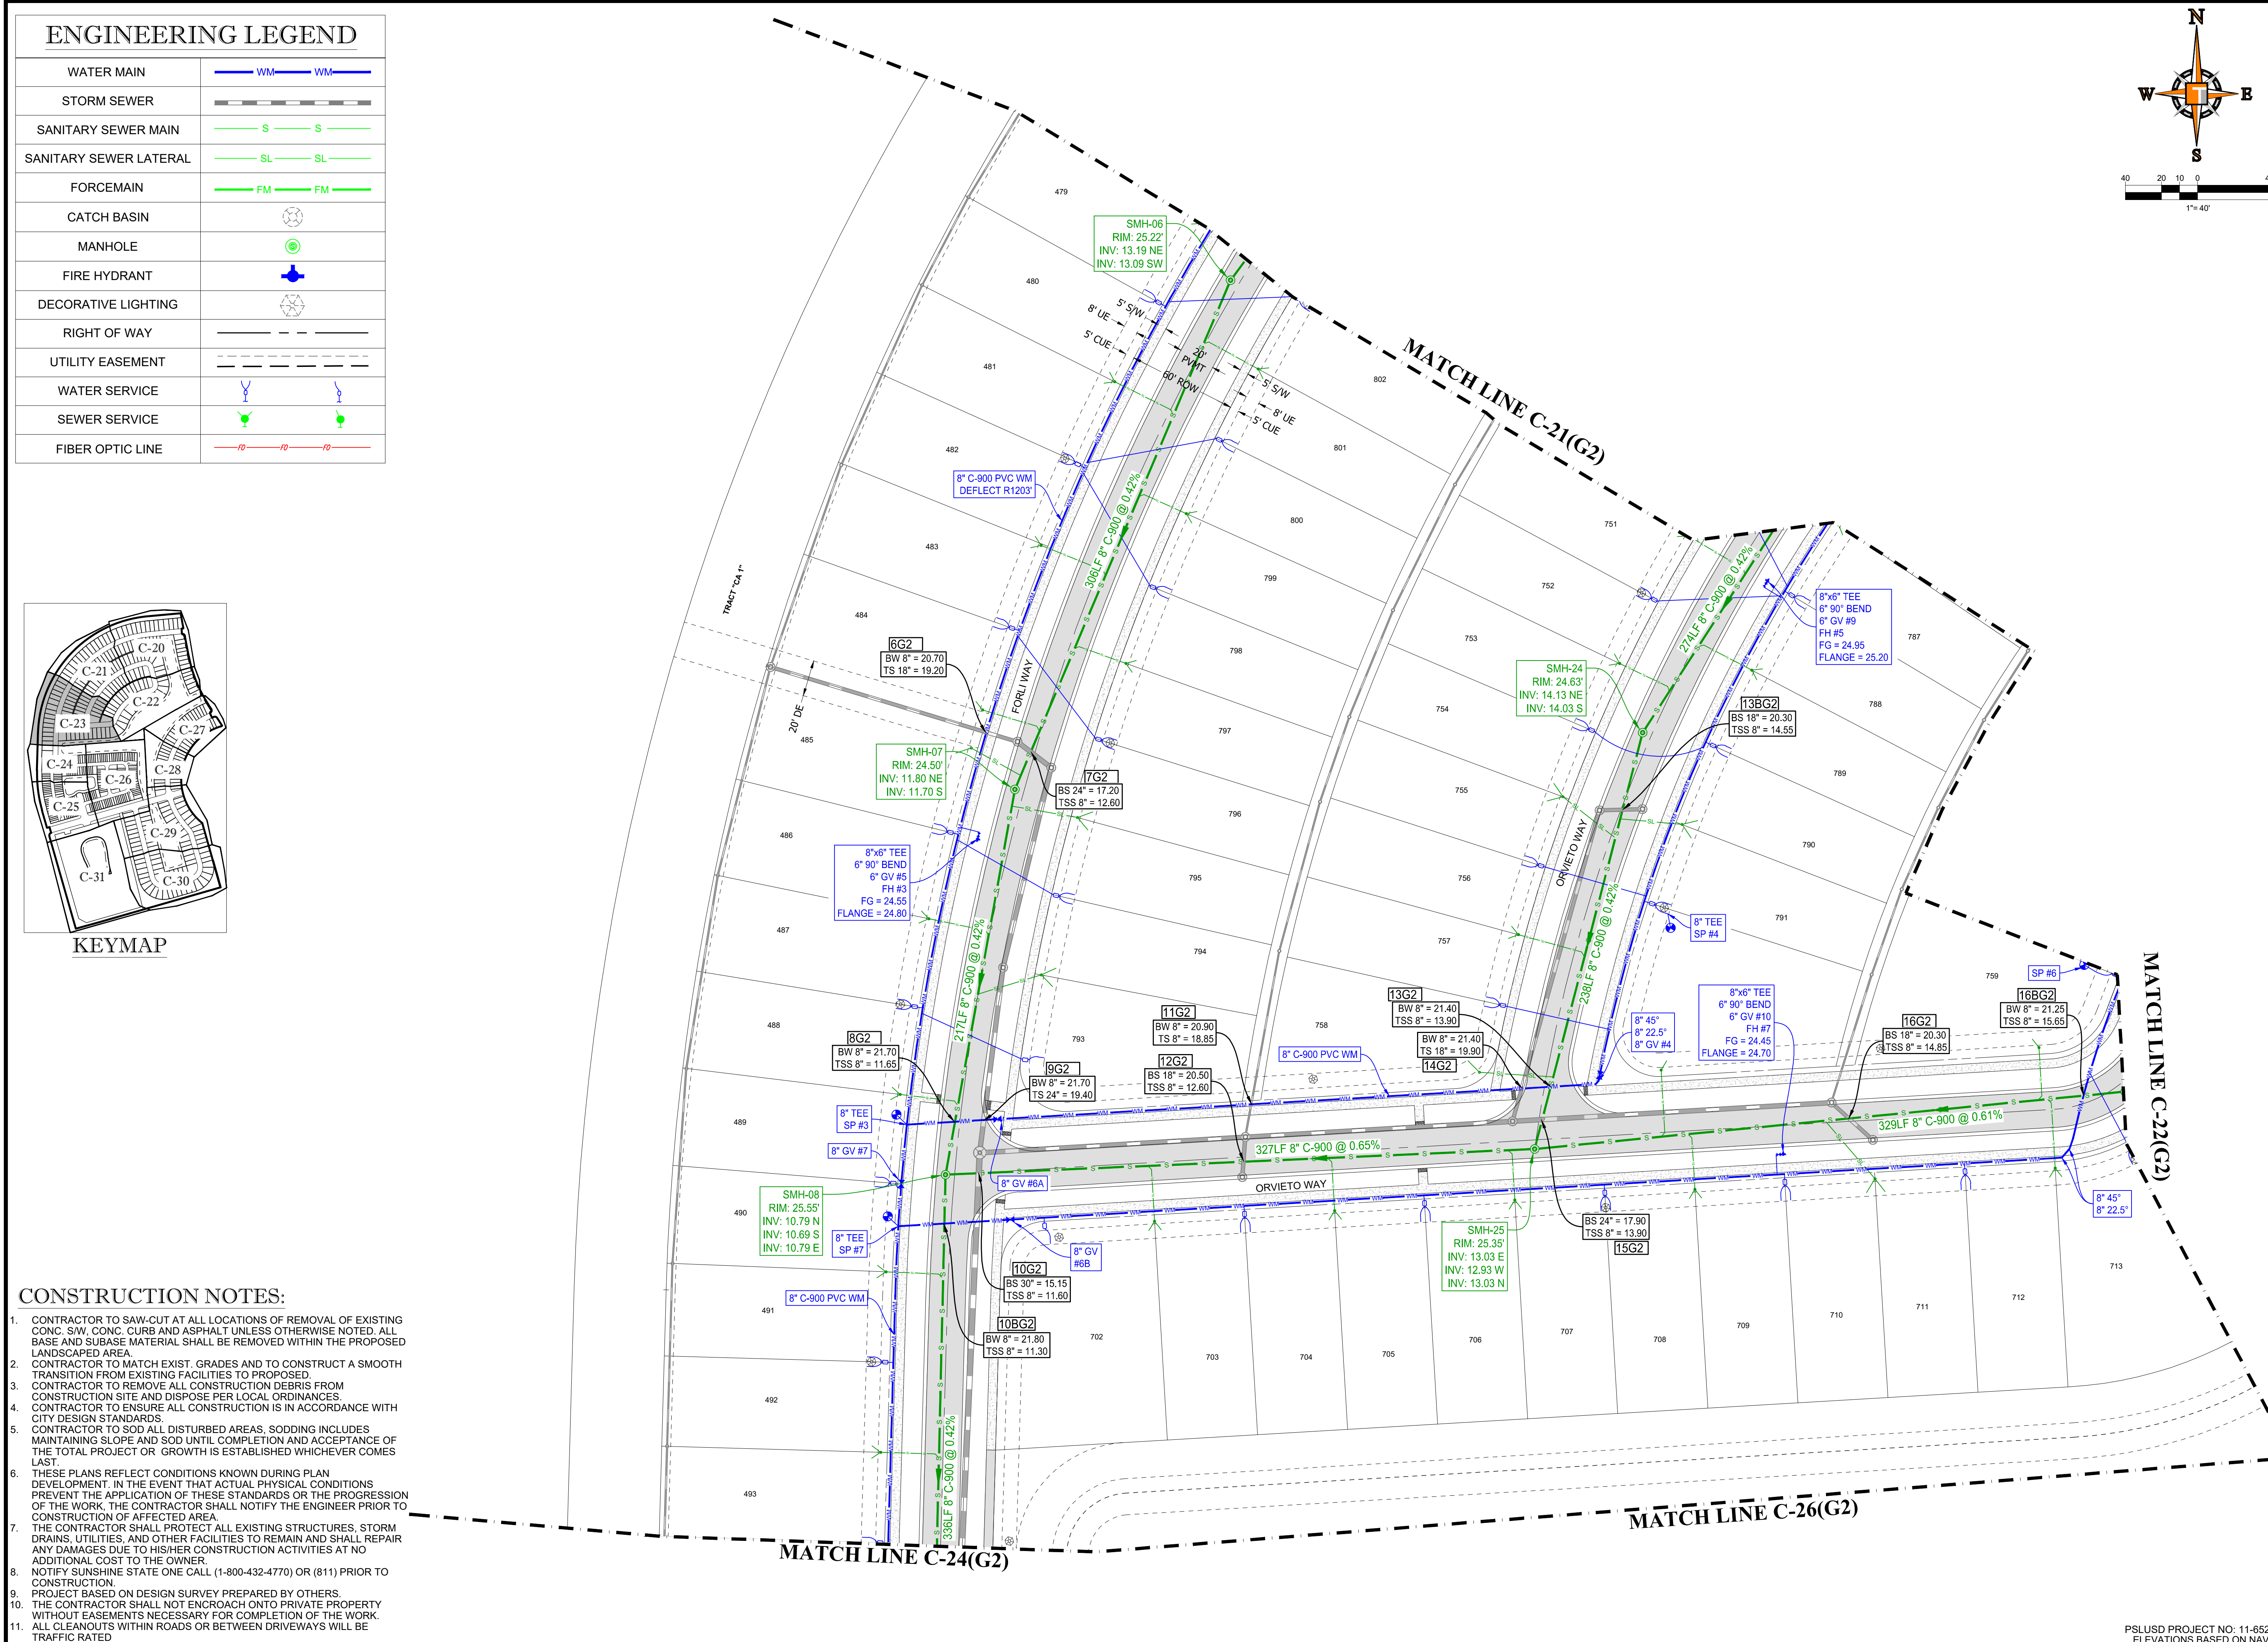 ENGINEERING LEGEND
WATER MAIN
WM WM
STORM SEWER
SANITARY SEWER MAIN
S S
SANITARY SEWER LATERAL
SL SL
FORCEMAIN
FM FM
CATCH BASIN
MANHOLE
FIRE HYDRANT
DECORATIVE LIGHTING
RIGHT OF WAY
UTILITY EASEMENT
WATER SERVICE
SEWER SERVICE
FIBER OPTIC LINE
N
W
E
S
40 20 10 0
1"= 40'
C-20
C-21
C-22
C-23
C-27
C-24
C-28
C-26
C-25
C-29
C-31
C-30
KEYMAP
CONSTRUCTION NOTES:
1. CONTRACTOR TO SAW-CUT AT ALL LOCATIONS OF REMOVAL OF EXISTING
CONC. S/W, CONC. CURB AND ASPHALT UNLESS OTHERWISE NOTED. ALL
BASE AND SUBASE MATERIAL SHALL BE REMOVED WITHIN THE PROPOSED
LANDSCAPED AREA.
2. CONTRACTOR TO MATCH EXIST. GRADES AND TO CONSTRUCT A SMOOTH
TRANSITION FROM EXISTING FACILITIES TO PROPOSED.
3. CONTRACTOR TO REMOVE ALL CONSTRUCTION DEBRIS FROM
CONSTRUCTION SITE AND DISPOSE PER LOCAL ORDINANCES.
4. CONTRACTOR TO ENSURE ALL CONSTRUCTION IS IN ACCORDANCE WITH
CITY DESIGN STANDARDS.
5. CONTRACTOR TO SOD ALL DISTURBED AREAS, SODDING INCLUDES
MAINTAINING SLOPE AND SOD UNTIL COMPLETION AND ACCEPTANCE OF
THE TOTAL PROJECT OR GROWTH IS ESTABLISHED WHICHEVER COMES
LAST.
6. THESE PLANS REFLECT CONDITIONS KNOWN DURING PLAN
DEVELOPMENT. IN THE EVENT THAT ACTUAL PHYSICAL CONDITIONS
PREVENT THE APPLICATION OF THESE STANDARDS OR THE PROGRESSION
OF THE WORK, THE CONTRACTOR SHALL NOTIFY THE ENGINEER PRIOR TO
CONSTRUCTION OF AFFECTED AREA.
7. THE CONTRACTOR SHALL PROTECT ALL EXISTING STRUCTURES, STORM
DRAINS, UTILITIES, AND OTHER FACILITIES TO REMAIN AND SHALL REPAIR
ANY DAMAGES DUE TO HIS/HER CONSTRUCTION ACTIVITIES AT NO
ADDITIONAL COST TO THE OWNER.
8. NOTIFY SUNSHINE STATE ONE CALL (1-800-432-4770) OR (811) PRIOR TO
CONSTRUCTION.
9. PROJECT BASED ON DESIGN SURVEY PREPARED BY OTHERS.
10. THE CONTRACTOR SHALL NOT ENCROACH ONTO PRIVATE PROPERTY
WITHOUT EASEMENTS NECESSARY FOR COMPLETION OF THE WORK.
11. ALL CLEANOUTS WITHIN ROADS OR BETWEEN DRIVEWAYS WILL BE
TRAFFIC RATED
479
480
481
482
483
484
485
486
487
488
489
490
491
492
493
TRACT "CA 1"
20' DE
SMH-06
RIM: 25.22'
INV: 13.19 NE
INV: 13.09 SW
5' S/W
8' UE
5' CUE
20'
PVMT
60' ROW
5' S/W
8' UE
5' CUE
8" C-900 PVC WM
DEFLECT R1203'
306LF 8" C-900 @ 0.42%
FORLI WAY
6G2
BW 8" = 20.70
TS 18" = 19.20
SMH-07
RIM: 24.50'
INV: 11.80 NE
INV: 11.70 S
7G2
BS 24" = 17.20
TSS 8" = 12.60
8"x6" TEE
6" 90° BEND
6" GV #5
FH #3
FG = 24.55
FLANGE = 24.80
217LF 8" C-900 @ 0.42%
8G2
BW 8" = 21.70
TSS 8" = 11.65
9G2
BW 8" = 21.70
TS 24" = 19.40
8" TEE
SP #3
8" GV #7
8" GV #6A
SMH-08
RIM: 25.55'
INV: 10.79 N
INV: 10.69 S
INV: 10.79 E
8" TEE
SP #7
8" GV
#6B
8" C-900 PVC WM
10G2
BS 30" = 15.15
TSS 8" = 11.60
10BG2
BW 8" = 21.80
TSS 8" = 11.30
336LF 8" C-900 @ 0.42%
MATCH LINE C-24(G2)
MATCH LINE C-21(G2)
802
801
800
799
798
797
796
795
794
793
751
752
753
754
755
756
757
758
11G2
BW 8" = 20.90
TS 8" = 18.85
12G2
BS 18" = 20.50
TSS 8" = 12.60
8" C-900 PVC WM
13G2
BW 8" = 21.40
TSS 8" = 13.90
BW 8" = 21.40
TS 18" = 19.90
14G2
327LF 8" C-900 @ 0.65%
ORVIETO WAY
SMH-24
RIM: 24.63'
INV: 14.13 NE
INV: 14.03 S
274LF 8" C-900 @ 0.42%
8"x6" TEE
6" 90° BEND
6" GV #9
FH #5
FG = 24.95
FLANGE = 25.20
13BG2
BS 18" = 20.30
TSS 8" = 14.55
ORVIETO WAY
238LF 8" C-900 @ 0.42%
8" TEE
SP #4
8" 45°
8" 22.5°
8" GV #4
8"x6" TEE
6" 90° BEND
6" GV #10
FH #7
FG = 24.45
FLANGE = 24.70
787
788
789
790
791
759
SP #6
16BG2
BW 8" = 21.25
TSS 8" = 15.65
16G2
BS 18" = 20.30
TSS 8" = 14.85
329LF 8" C-900 @ 0.61%
MATCH LINE C-22(G2)
8" 45°
8" 22.5°
SMH-25
RIM: 25.35'
INV: 13.03 E
INV: 12.93 W
INV: 13.03 N
BS 24" = 17.90
TSS 8" = 13.90
15G2
702
703
704
705
706
707
708
709
710
711
712
713
MATCH LINE C-26(G2)
PSLUSD PROJECT NO: 11-652
ELEVATIONS BASED ON NAV